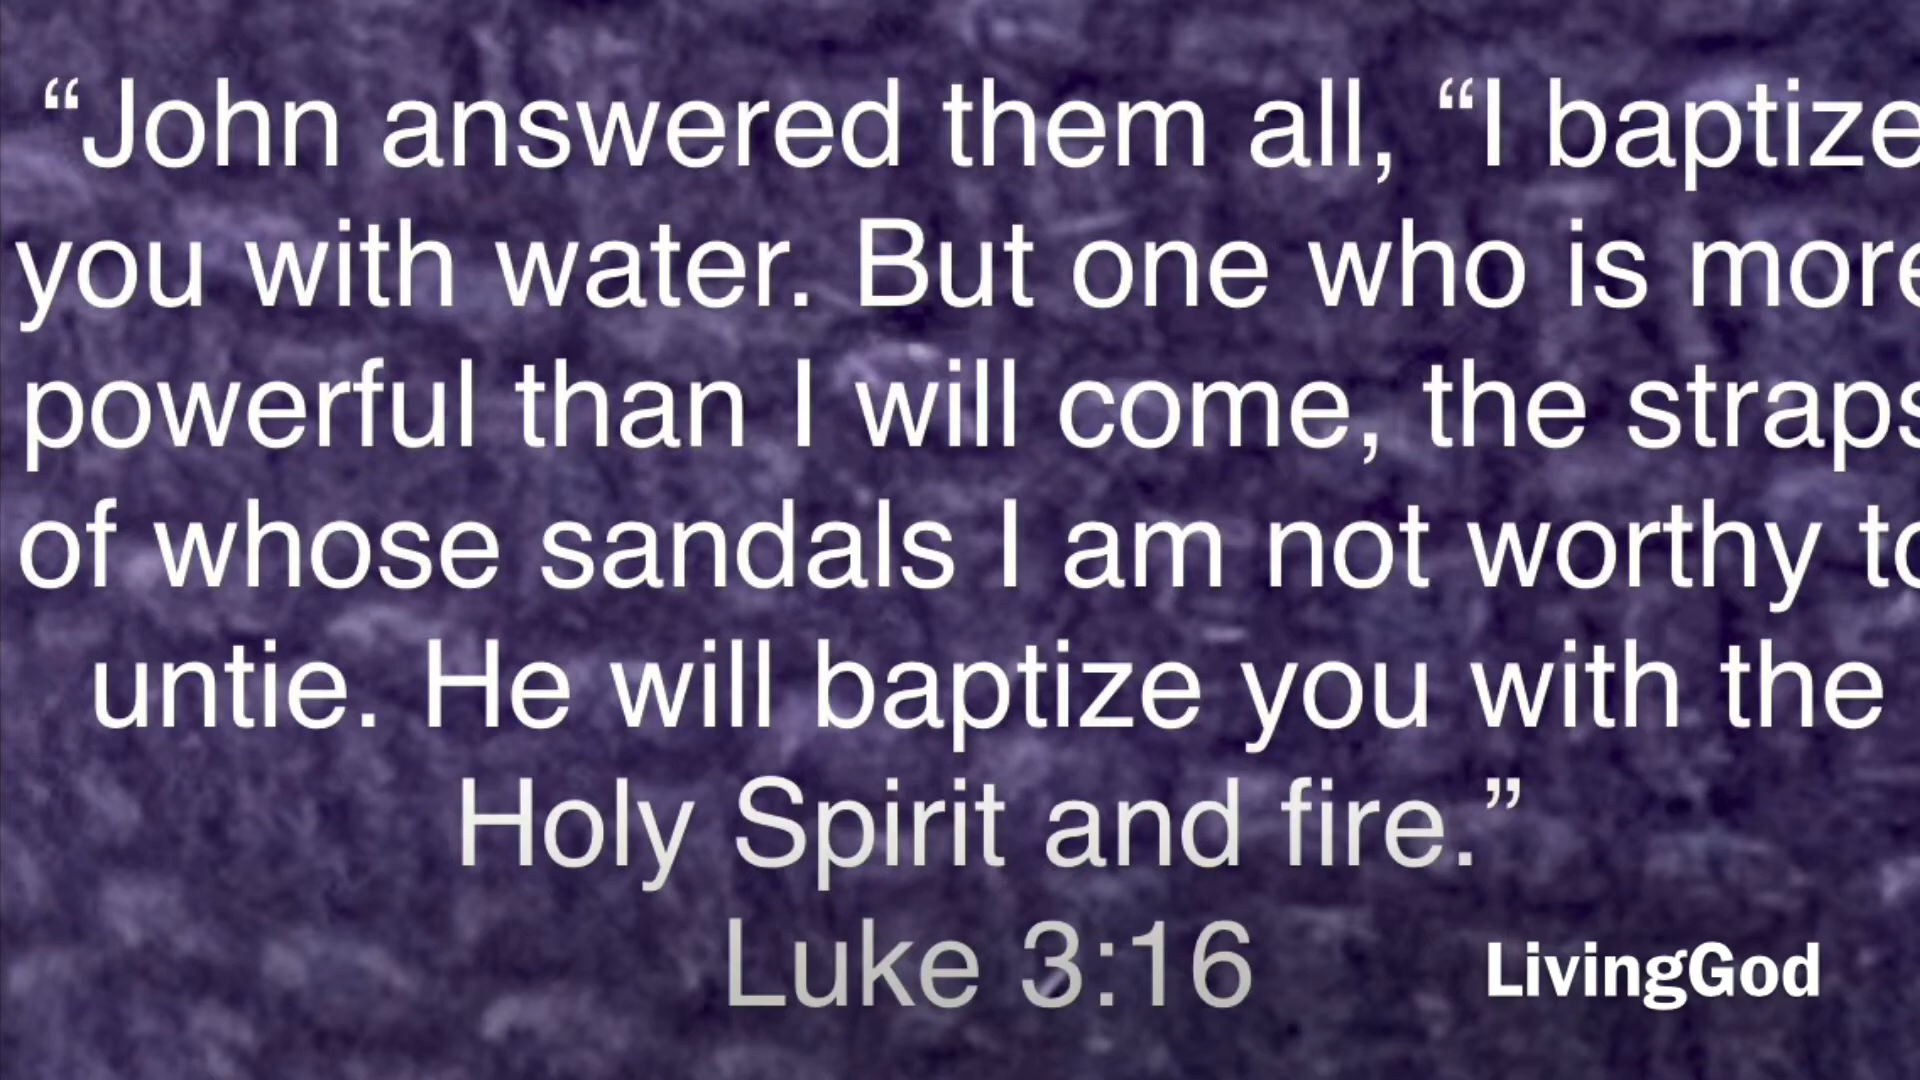 “John answered them all, “I baptize
you with water. But one who is more
powerful than I will come, the straps
of whose sandals I am not worthy to
untie. He will baptize you with the
Holy Spirit and fire.”
Luke 3:16
LivingGod